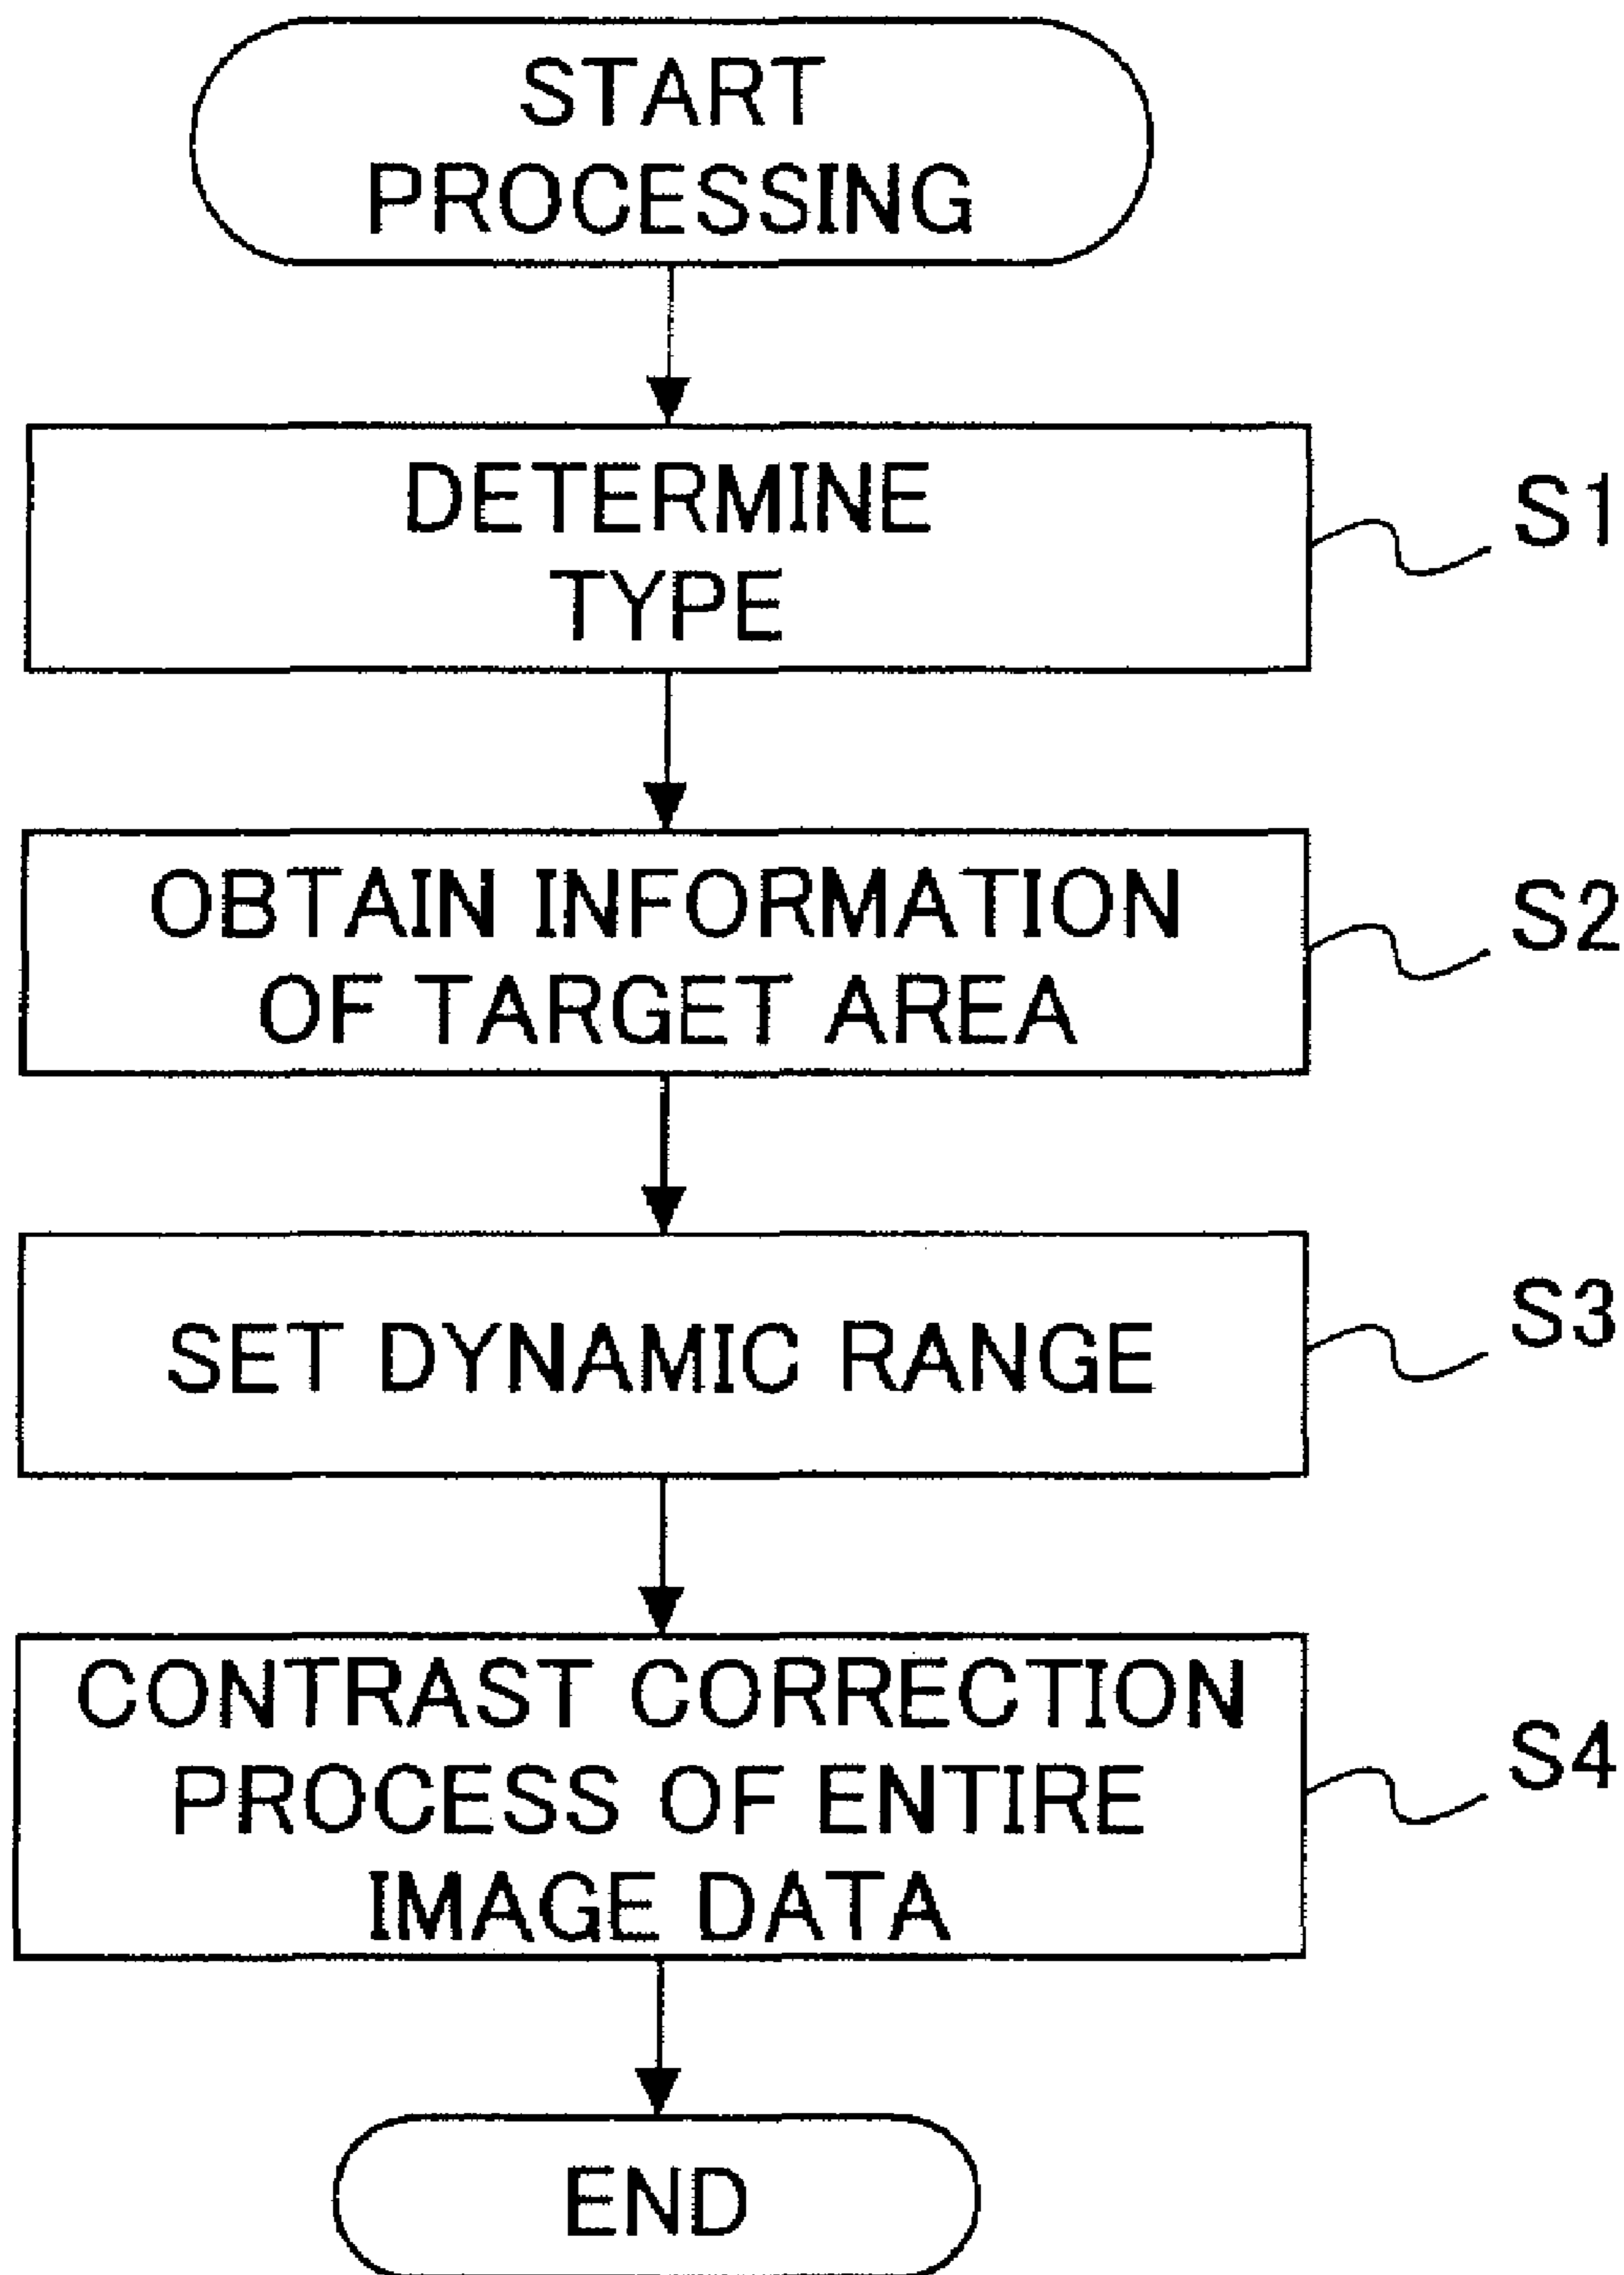 START
PROCESSING
DETERMINE
TYPE
S1
OBTAIN INFORMATION
OF TARGET AREA
S2
SET DYNAMIC RANGE
S3
CONTRAST CORRECTION
PROCESS OF ENTIRE
IMAGE DATA
S4
END